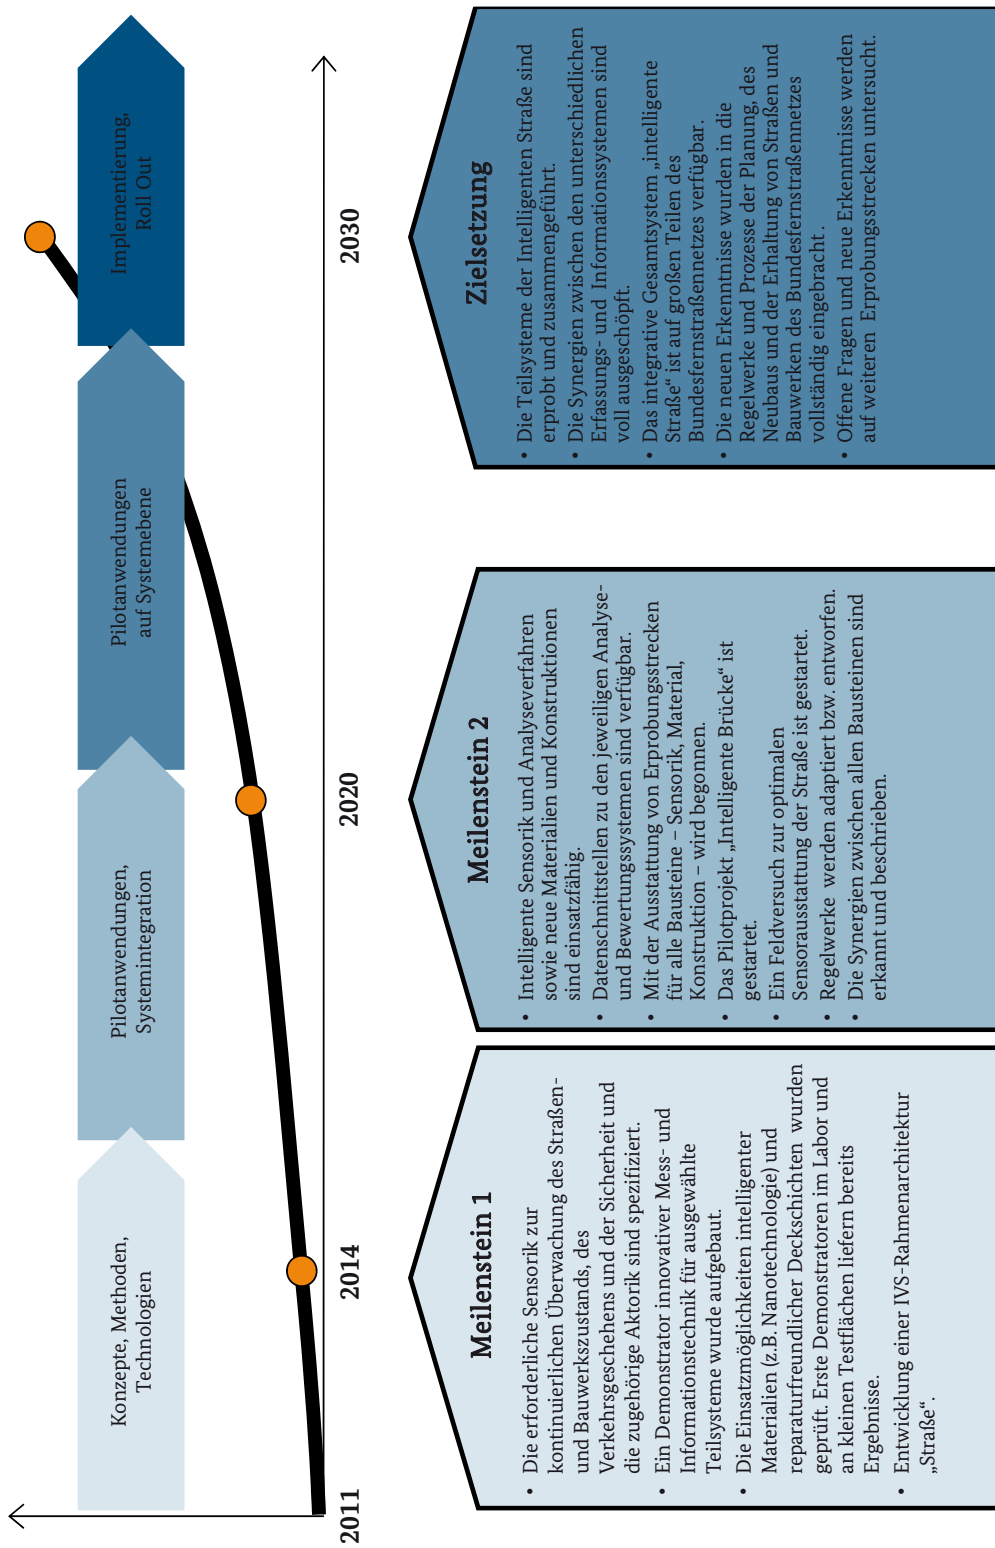 Konzepte, Methoden,
Technologien
Pilotanwendungen,
Systemintegration
Pilotanwendungen
auf Systemebene
Implementierung,
Roll Out
2011
2014
2020
2030
Meilenstein 1
• Die erforderliche Sensorik zur
kontinuierlichen Überwachung des Straßen-
und Bauwerkszustands, des
Verkehrsgeschehens und der Sicherheit und
die zugehörige Aktorik sind spezifiziert.
• Ein Demonstrator innovativer Mess- und
Informationstechnik für ausgewählte
Teilsysteme wurde aufgebaut.
• Die Einsatzmöglichkeiten intelligenter
Materialien (z.B. Nanotechnologie) und
reparaturfreundlicher Deckschichten wurden
geprüft. Erste Demonstratoren im Labor und
an kleinen Testflächen liefern bereits
Ergebnisse.
• Entwicklung einer IVS-Rahmenarchitektur
„Straße“.
Meilenstein 2
• Intelligente Sensorik und Analyseverfahren
sowie neue Materialien und Konstruktionen
sind einsatzfähig.
• Datenschnittstellen zu den jeweiligen Analyse-
und Bewertungssystemen sind verfügbar.
• Mit der Ausstattung von Erprobungsstrecken
für alle Bausteine – Sensorik, Material,
Konstruktion – wird begonnen.
• Das Pilotprojekt „Intelligente Brücke“ ist
gestartet.
• Ein Feldversuch zur optimalen
Sensorausstattung der Straße ist gestartet.
• Regelwerke werden adaptiert bzw. entworfen.
• Die Synergien zwischen allen Bausteinen sind
erkannt und beschrieben.
Zielsetzung
• Die Teilsysteme der Intelligenten Straße sind
erprobt und zusammengeführt.
• Die Synergien zwischen den unterschiedlichen
Erfassungs- und Informationssystemen sind
voll ausgeschöpft.
• Das integrative Gesamtsystem „intelligente
Straße“ ist auf großen Teilen des
Bundesfernstraßennetzes verfügbar.
• Die neuen Erkenntnisse wurden in die
Regelwerke und Prozesse der Planung, des
Neubaus und der Erhaltung von Straßen und
Bauwerken des Bundesfernstraßennetzes
vollständig eingebracht .
• Offene Fragen und neue Erkenntnisse werden
auf weiteren Erprobungsstrecken untersucht.